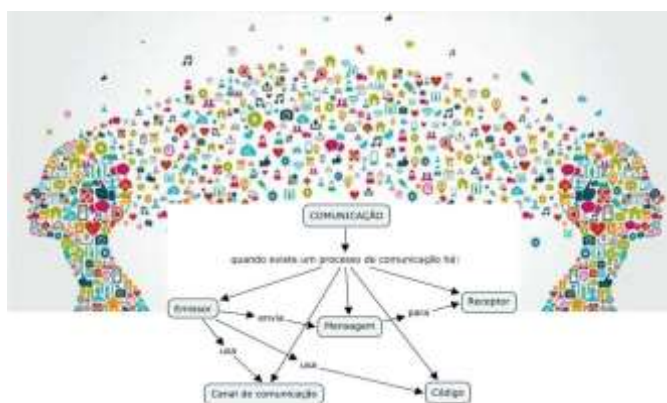 COMUNICAÇÃO
quando existe um processo de comunicação há:
Emissor
envia
Mensagem
para
Receptor
usa
usa
Canal de comunicação
Código